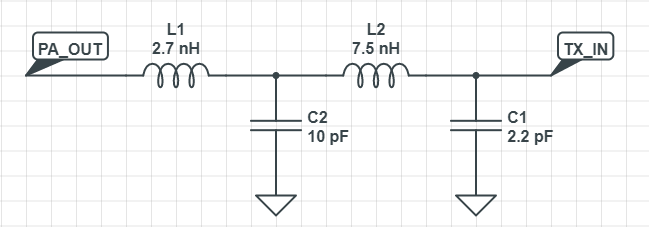 L1
2.7 nH
L2
7.5 nH
PA_OUT
TX_IN
C2
10 pF
C1
2.2 pF